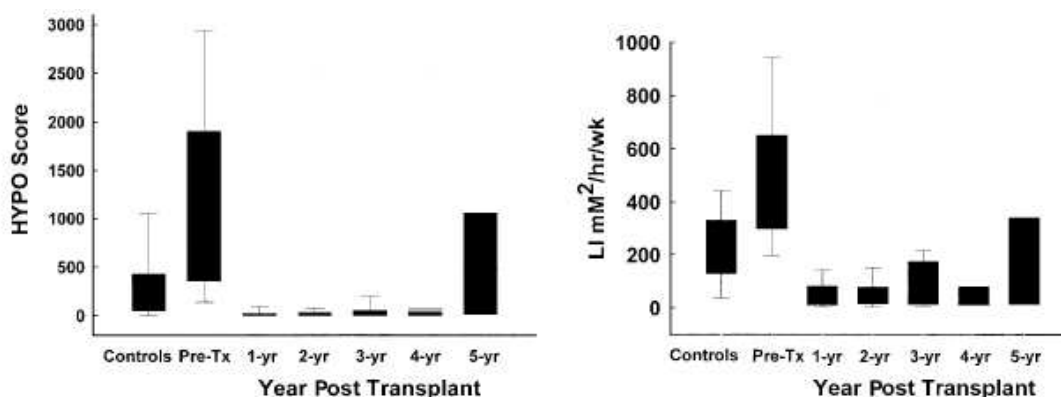 HYPO Score
3000
2500
2000
1500
1000
500
0
Controls Pre-Tx 1-yr 2-yr 3-yr 4-yr 5-yr
Year Post Transplant
LI mM²/hr/wk
1000
800
600
400
200
0
Controls Pre-Tx 1-yr 2-yr 3-yr 4-yr 5-yr
Year Post Transplant